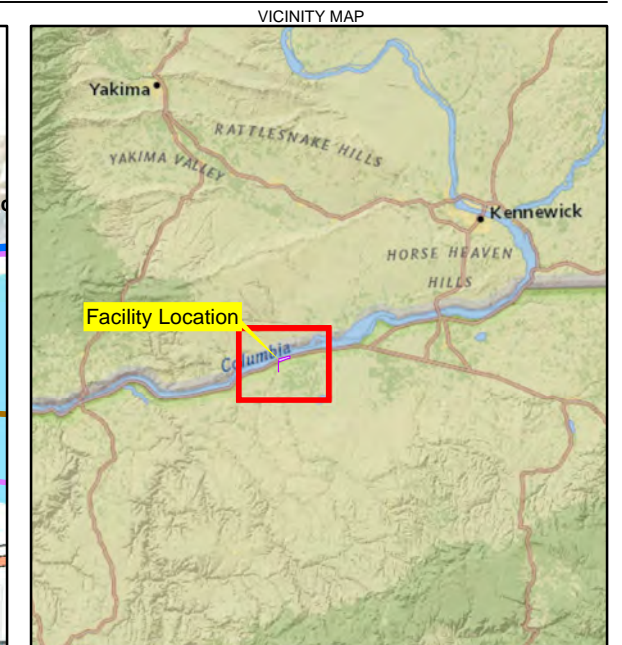 VICINITY MAP
Yakima
RATTLESNAKE HILLS
YAKIMA VALLEY
Kennewick
HORSE HEAVEN
HILLS
Facility Location
Columbia